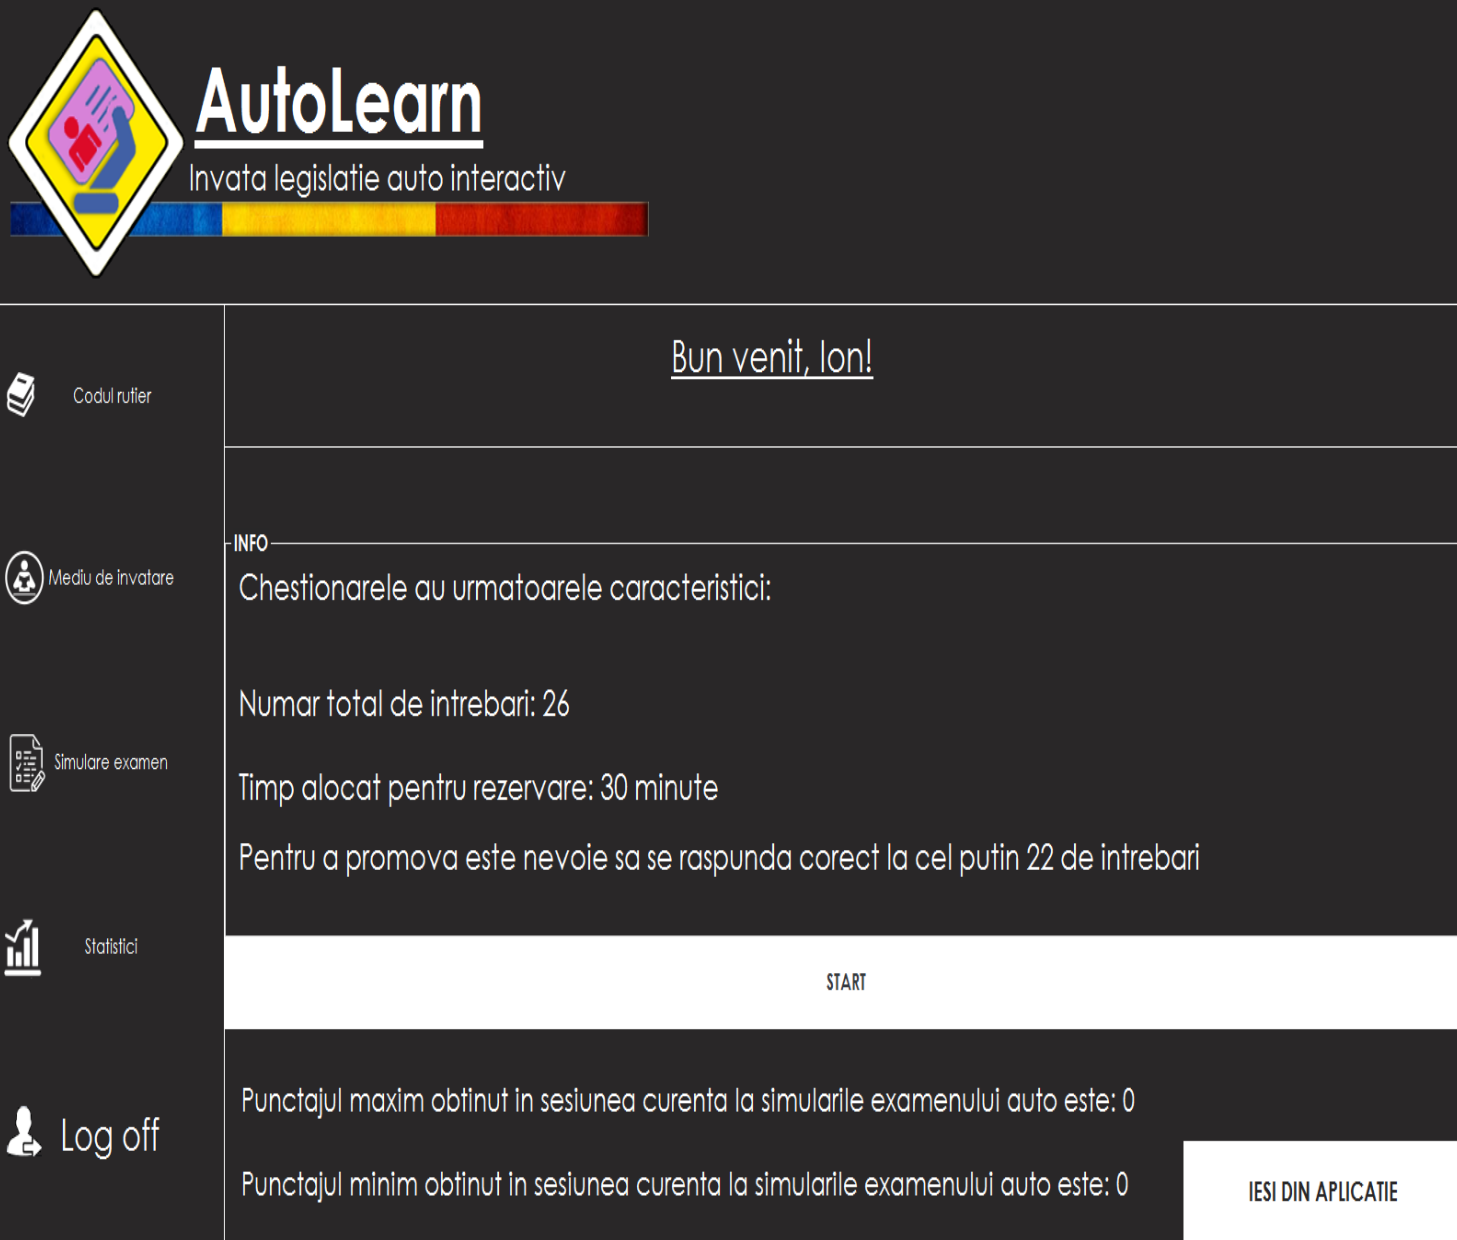 AutoLearn
Invata legislatie auto interactiv
Bun venit, Ion!
Codul rutier
Mediu de invatare
Simulare examen
Statistici
Log off
INFO
Chestionarele au urmatoarele caracteristici:
Numar total de intrebari: 26
Timp alocat pentru rezervare: 30 minute
Pentru a promova este nevoie sa se raspunda corect la cel putin 22 de intrebari
START
Punctajul maxim obtinut in sesiunea curenta la simularile examenului auto este: 0
Punctajul minim obtinut in sesiunea curenta la simularile examenului auto este: 0
IESI DIN APLICATIE